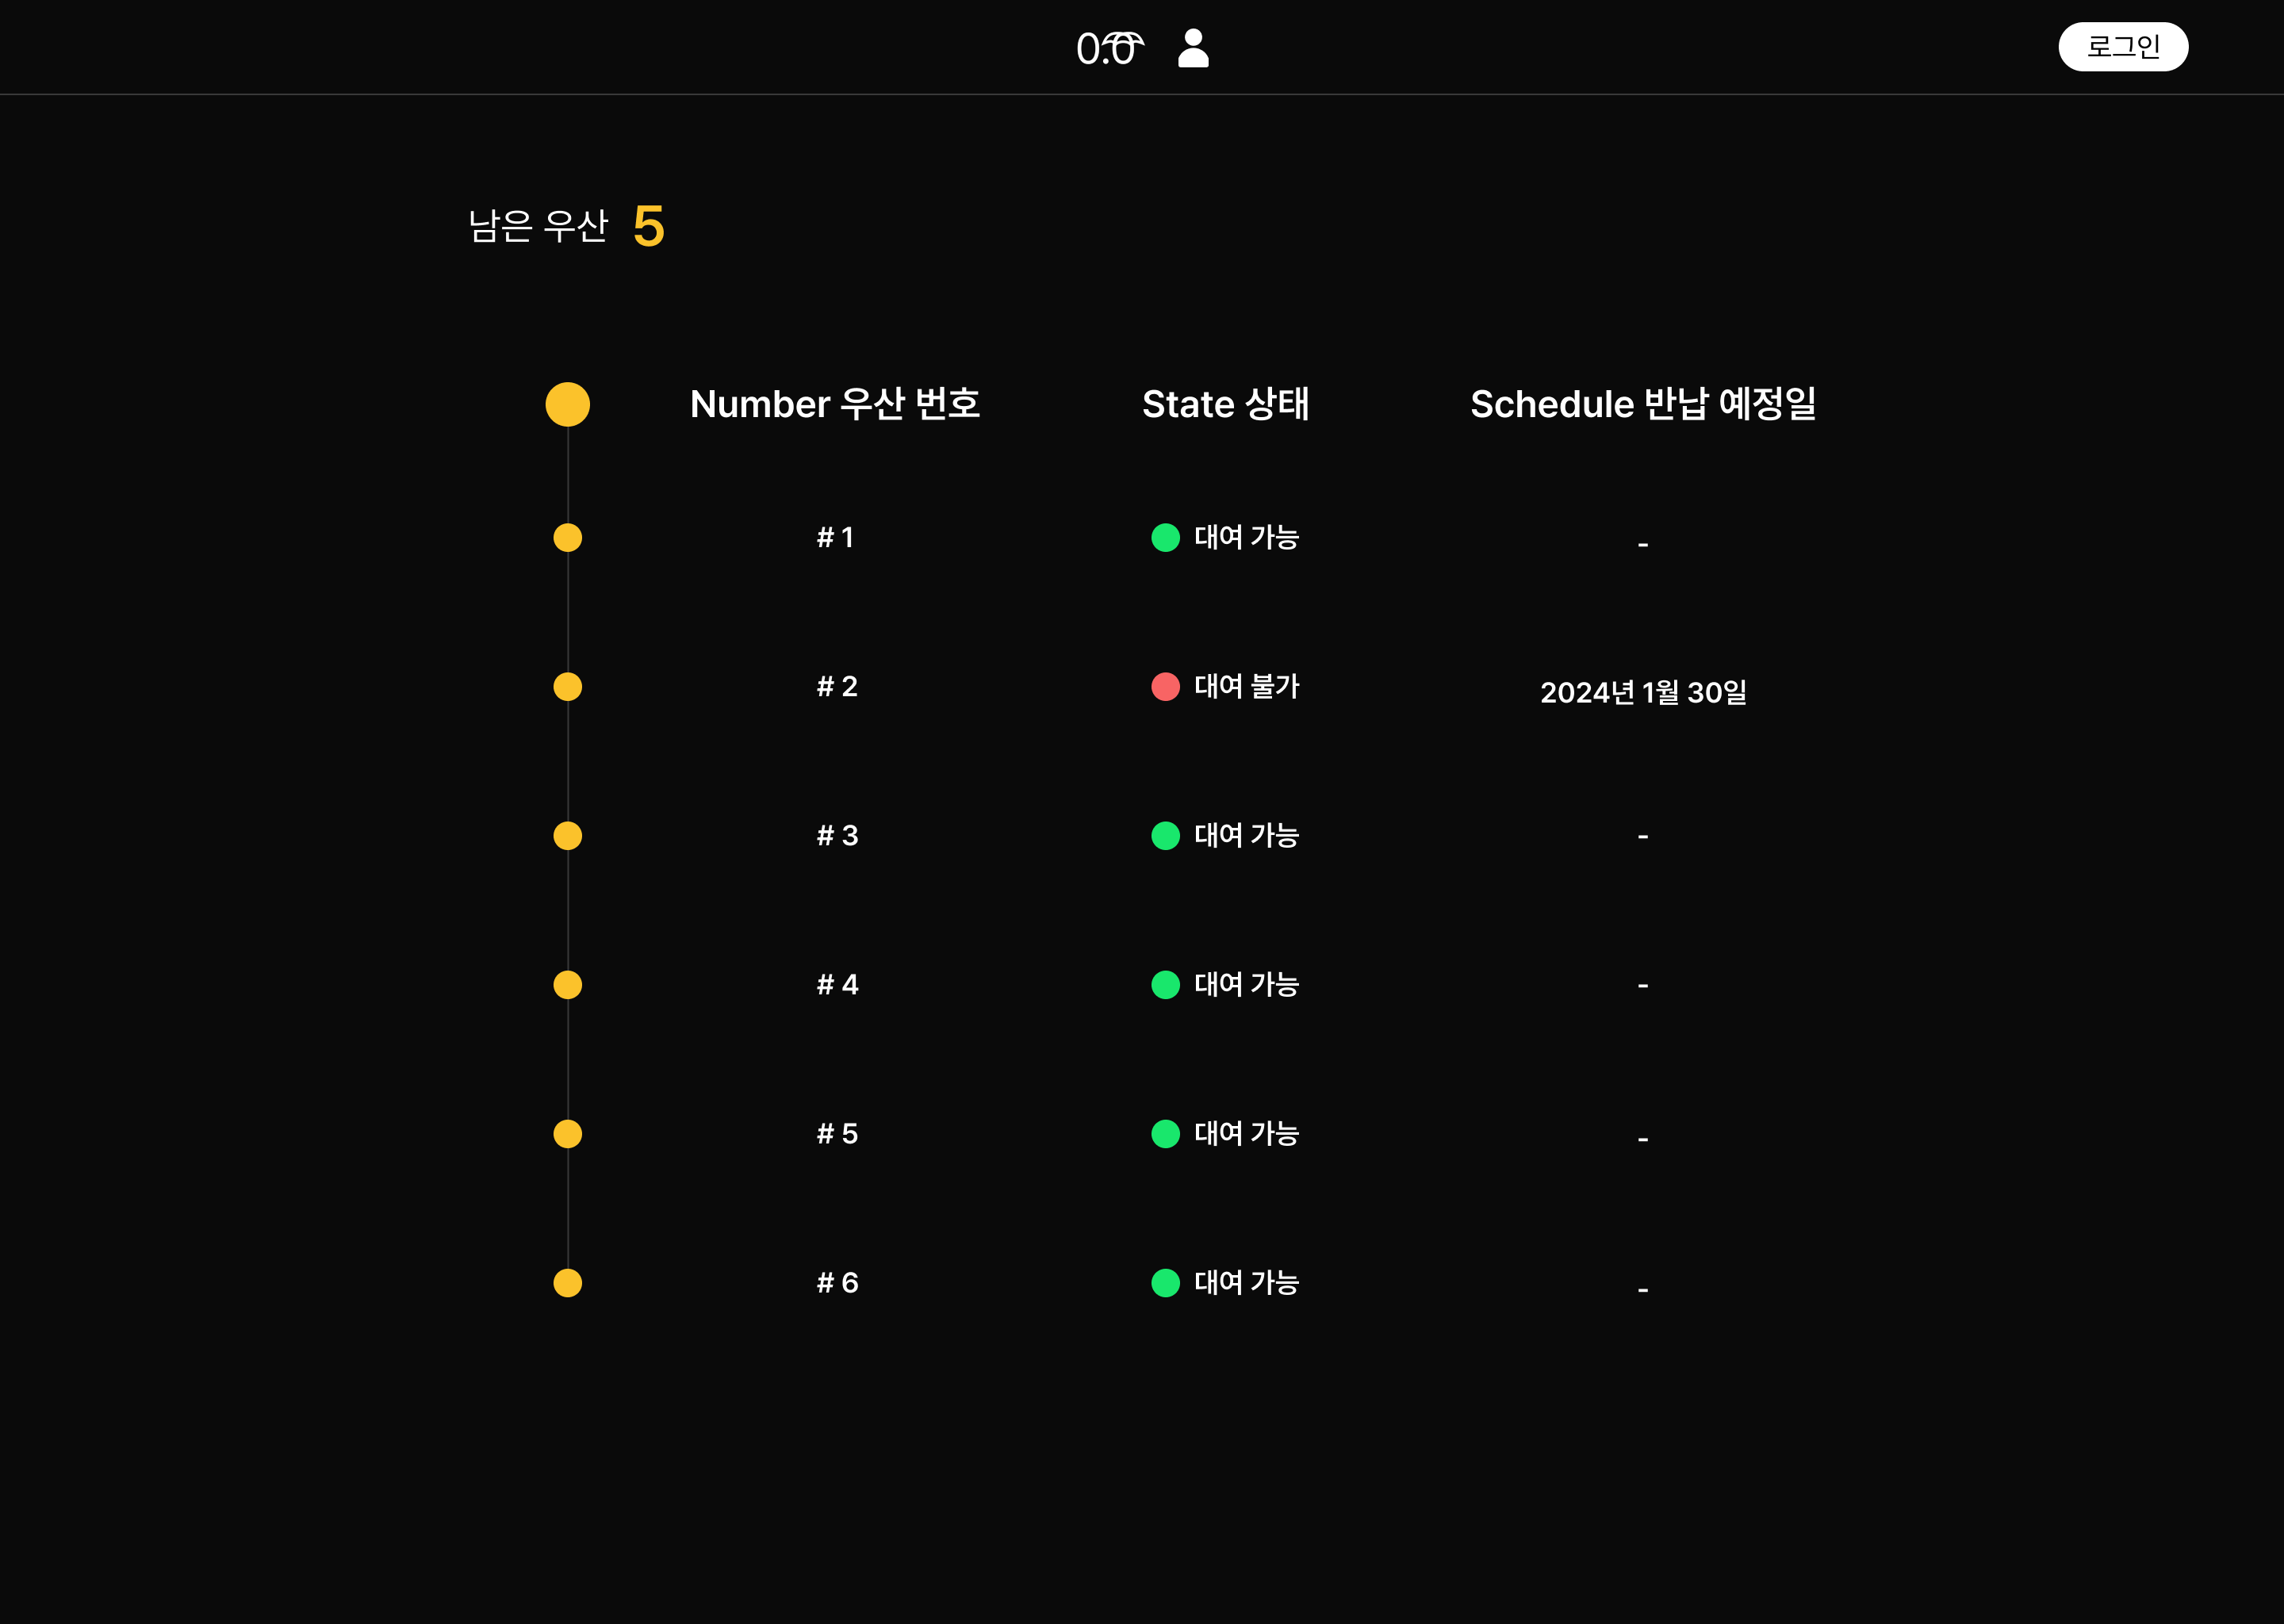 0.0
로그인
남은 우산 5
Number 우산 번호 State 상태 Schedule 반납 예정일
# 1 대여 가능 -
# 2 대여 불가 2024년 1월 30일
# 3 대여 가능 -
# 4 대여 가능 -
# 5 대여 가능 -
# 6 대여 가능 -